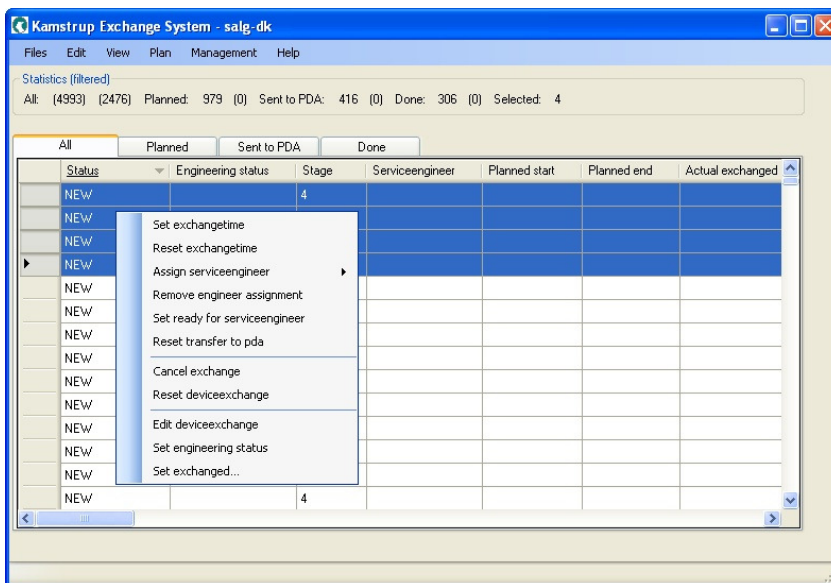 Kamstrup Exchange System - salg-dk
Files Edit View Plan Management Help
Statistics (filtered)
All: (4993) (2476) Planned: 979 (0) Sent to PDA: 416 (0) Done: 306 (0) Selected: 4
All Planned Sent to PDA Done
Status Engineering status Stage Serviceengineer Planned start Planned end Actual exchanged
NEW 4
NEW
Set exchangetime
NEW
Reset exchangetime
NEW
Assign serviceengineer
NEW
Remove engineer assignment
NEW
Set ready for serviceengineer
NEW
Reset transfer to pda
NEW
Cancel exchange
NEW
Reset deviceexchange
NEW
Edit deviceexchange
NEW
Set engineering status
NEW
Set exchanged...
NEW
NEW 4